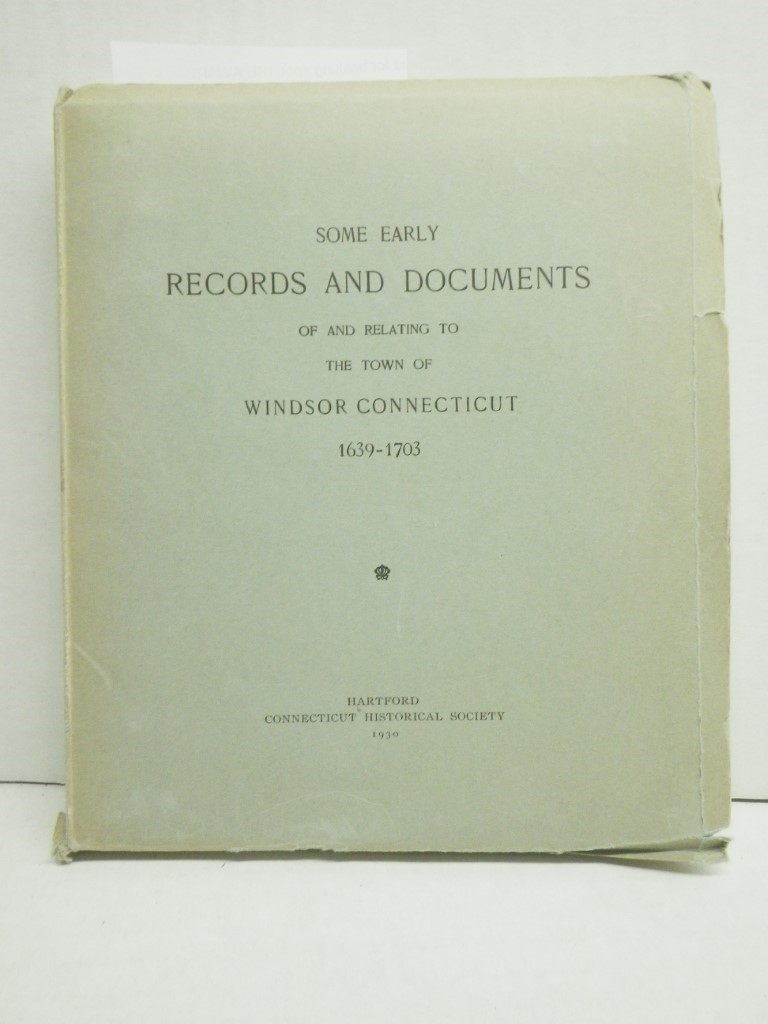 SOME EARLY
RECORDS AND DOCUMENTS
OF AND RELATING TO
THE TOWN OF
WINDSOR CONNECTICUT
1639-1703
HARTFORD
CONNECTICUT HISTORICAL SOCIETY
1930